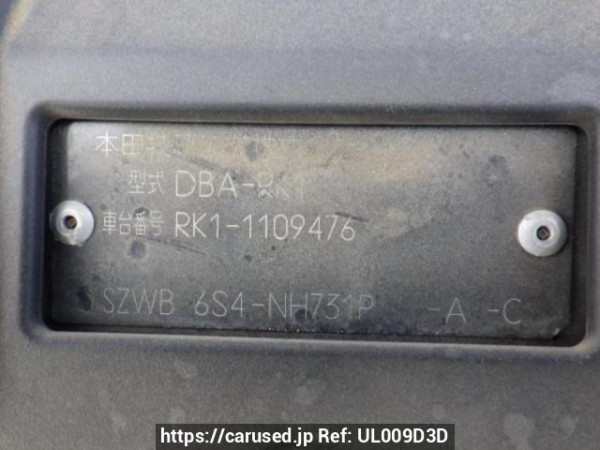 本田技
型式 DBA-RK1
車台番号 RK1-1109476
SZWB 6S4-NH731P -A -C
https://carused.jp Ref: UL009D3D